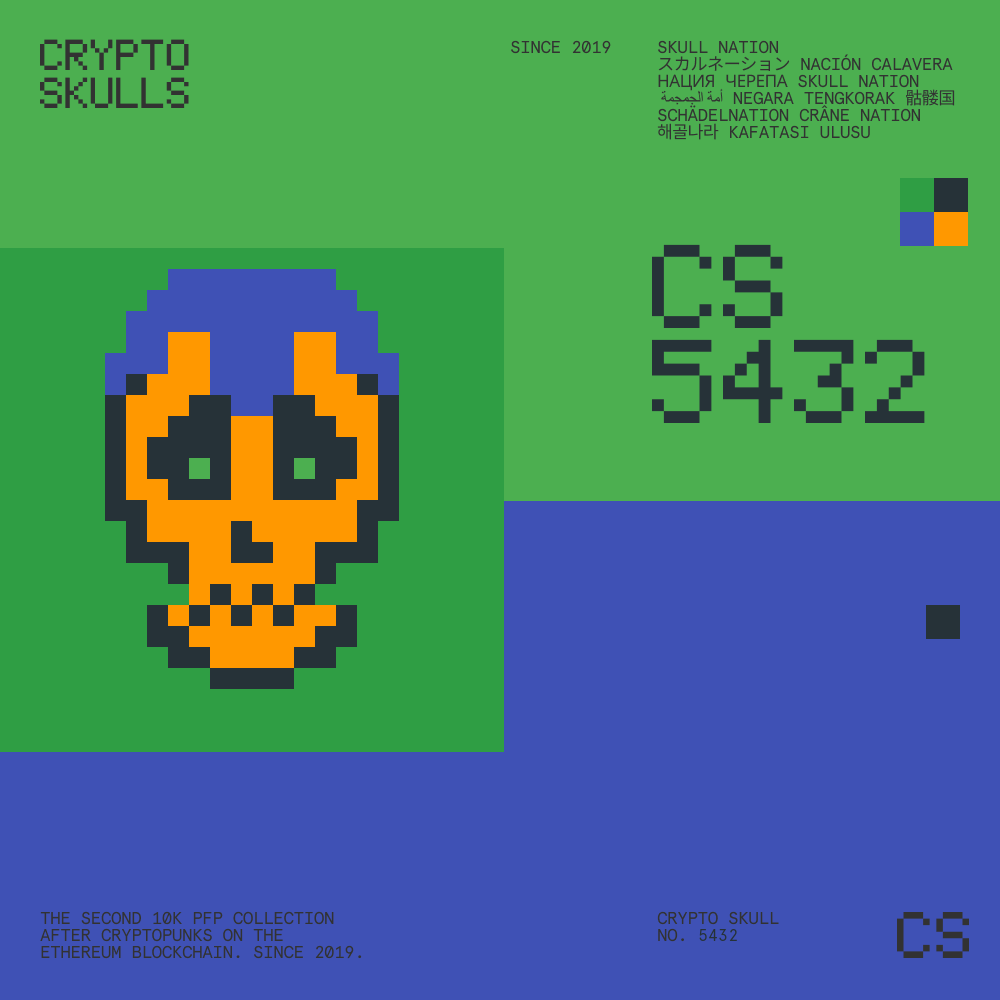 CRYPTO
SKULLS
SINCE 2019
SKULL NATION
スカルネーション NACIÓN CALAVERA
НАЦИЯ ЧЕРЕПА SKULL NATION
أمة الجمجمة NEGARA TENGKORAK 骷髅国
SCHÄDELNATION CRÂNE NATION
해골나라 KAFATASI ULUSU
CS
5432
THE SECOND 10K PFP COLLECTION
AFTER CRYPTOPUNKS ON THE
ETHEREUM BLOCKCHAIN. SINCE 2019.
CRYPTO SKULL
NO. 5432
CS